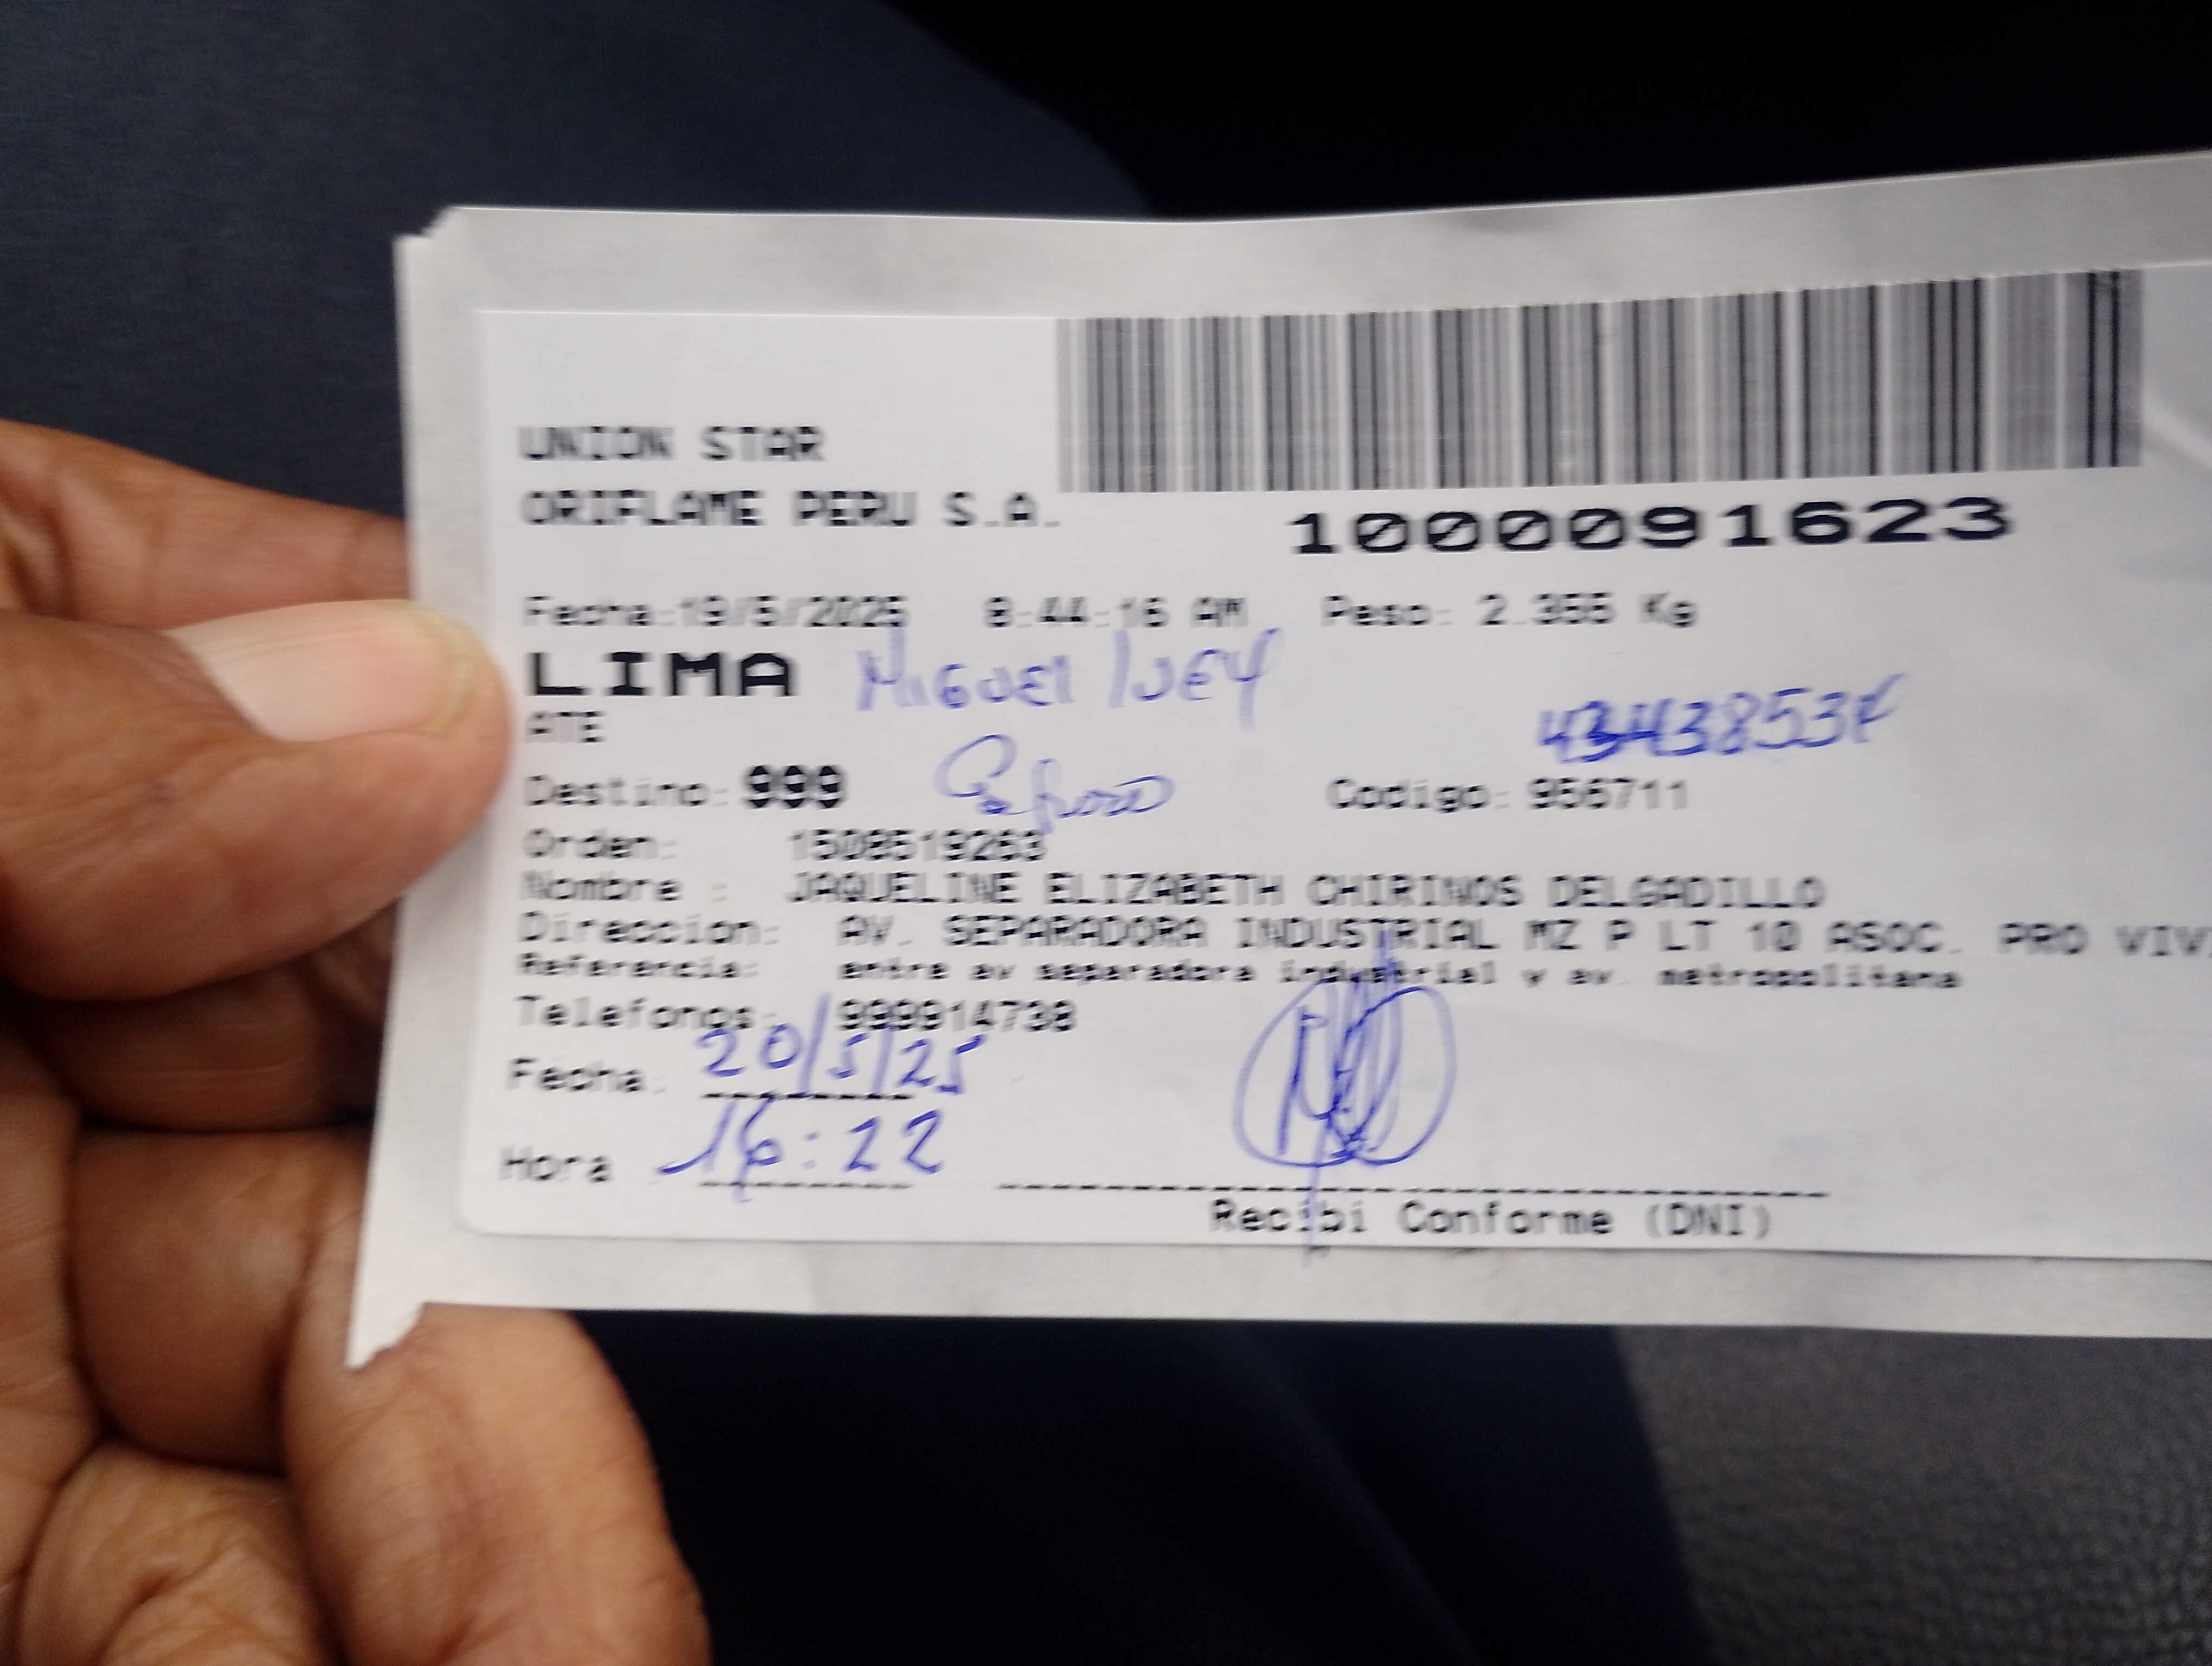 UNION STAR
ORIFLAME PERU S.A.
1000091623
Fecha:19/5/2025 8:44:16 AM Peso: 2.355 Kg
LIMA MIGUEl
ATE
Destino: 999 Codigo: 956711
Orden: 1508519263
Nombre : JAQUELINE ELIZABETH CHIRINOS DELGADILLO
Direccion: AV. SEPARADORA INDUSTRIAL MZ P LT 10 ASOC. PRO VIV
Referencia: entre av separadora industrial y av. metropolitana
Telefonos: 999914738
Fecha: 20/5/25
Hora : 16:22
Recibi Conforme (DNI)